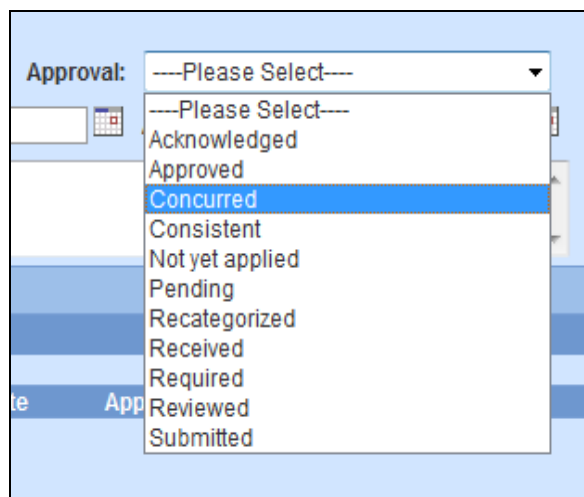 Approval: ----Please Select----
----Please Select----
Acknowledged
Approved
Concurred
Consistent
Not yet applied
Pending
Recategorized
Received
Required
Reviewed
Submitted